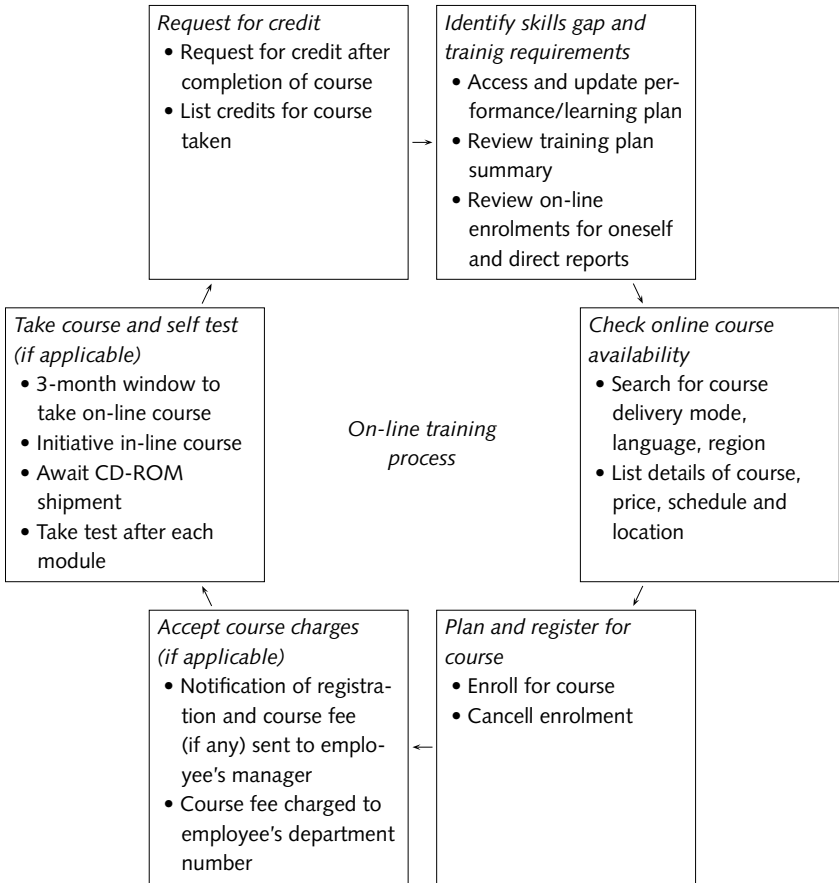 Request for credit
• Request for credit after
completion of course
• List credits for course
taken
Identify skills gap and
trainig requirements
• Access and update per-
formance/learning plan
• Review training plan
summary
• Review on-line
enrolments for oneself
and direct reports
Take course and self test
(if applicable)
• 3-month window to
take on-line course
• Initiative in-line course
• Await CD-ROM
shipment
• Take test after each
module
On-line training
process
Check online course
availability
• Search for course
delivery mode,
language, region
• List details of course,
price, schedule and
location
Accept course charges
(if applicable)
• Notification of registra-
tion and course fee
(if any) sent to emplo-
yee’s manager
• Course fee charged to
employee’s department
number
Plan and register for
course
• Enroll for course
• Cancell enrolment